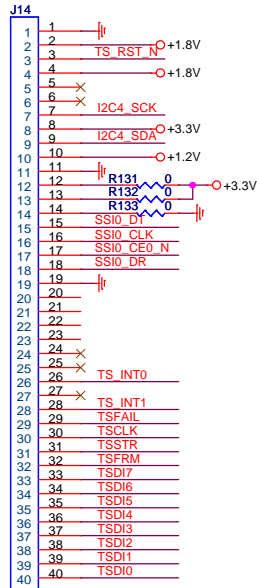 J14
1 1
2 2 +1.8V
3 3 TS_RST_N
4 4 +1.8V
5 5
6 6
7 7 I2C4_SCK
8 8 +3.3V
9 9 I2C4_SDA
10 10 +1.2V
11 11
12 12 R131 0 +3.3V
13 13 R132 0
14 14 R133 0
15 15 SSI0_DT
16 16 SSI0_CLK
17 17 SSI0_CE0_N
18 18 SSI0_DR
19 19
20 20
21 21
22 22
23 23
24 24
25 25
26 26 TS_INT0
27 27
28 28 TS_INT1
29 29 TSFAIL
30 30 TSCLK
31 31 TSSTR
32 32 TSFRM
33 33 TSDI7
34 34 TSDI6
35 35 TSDI5
36 36 TSDI4
37 37 TSDI3
38 38 TSDI2
39 39 TSDI1
40 40 TSDI0